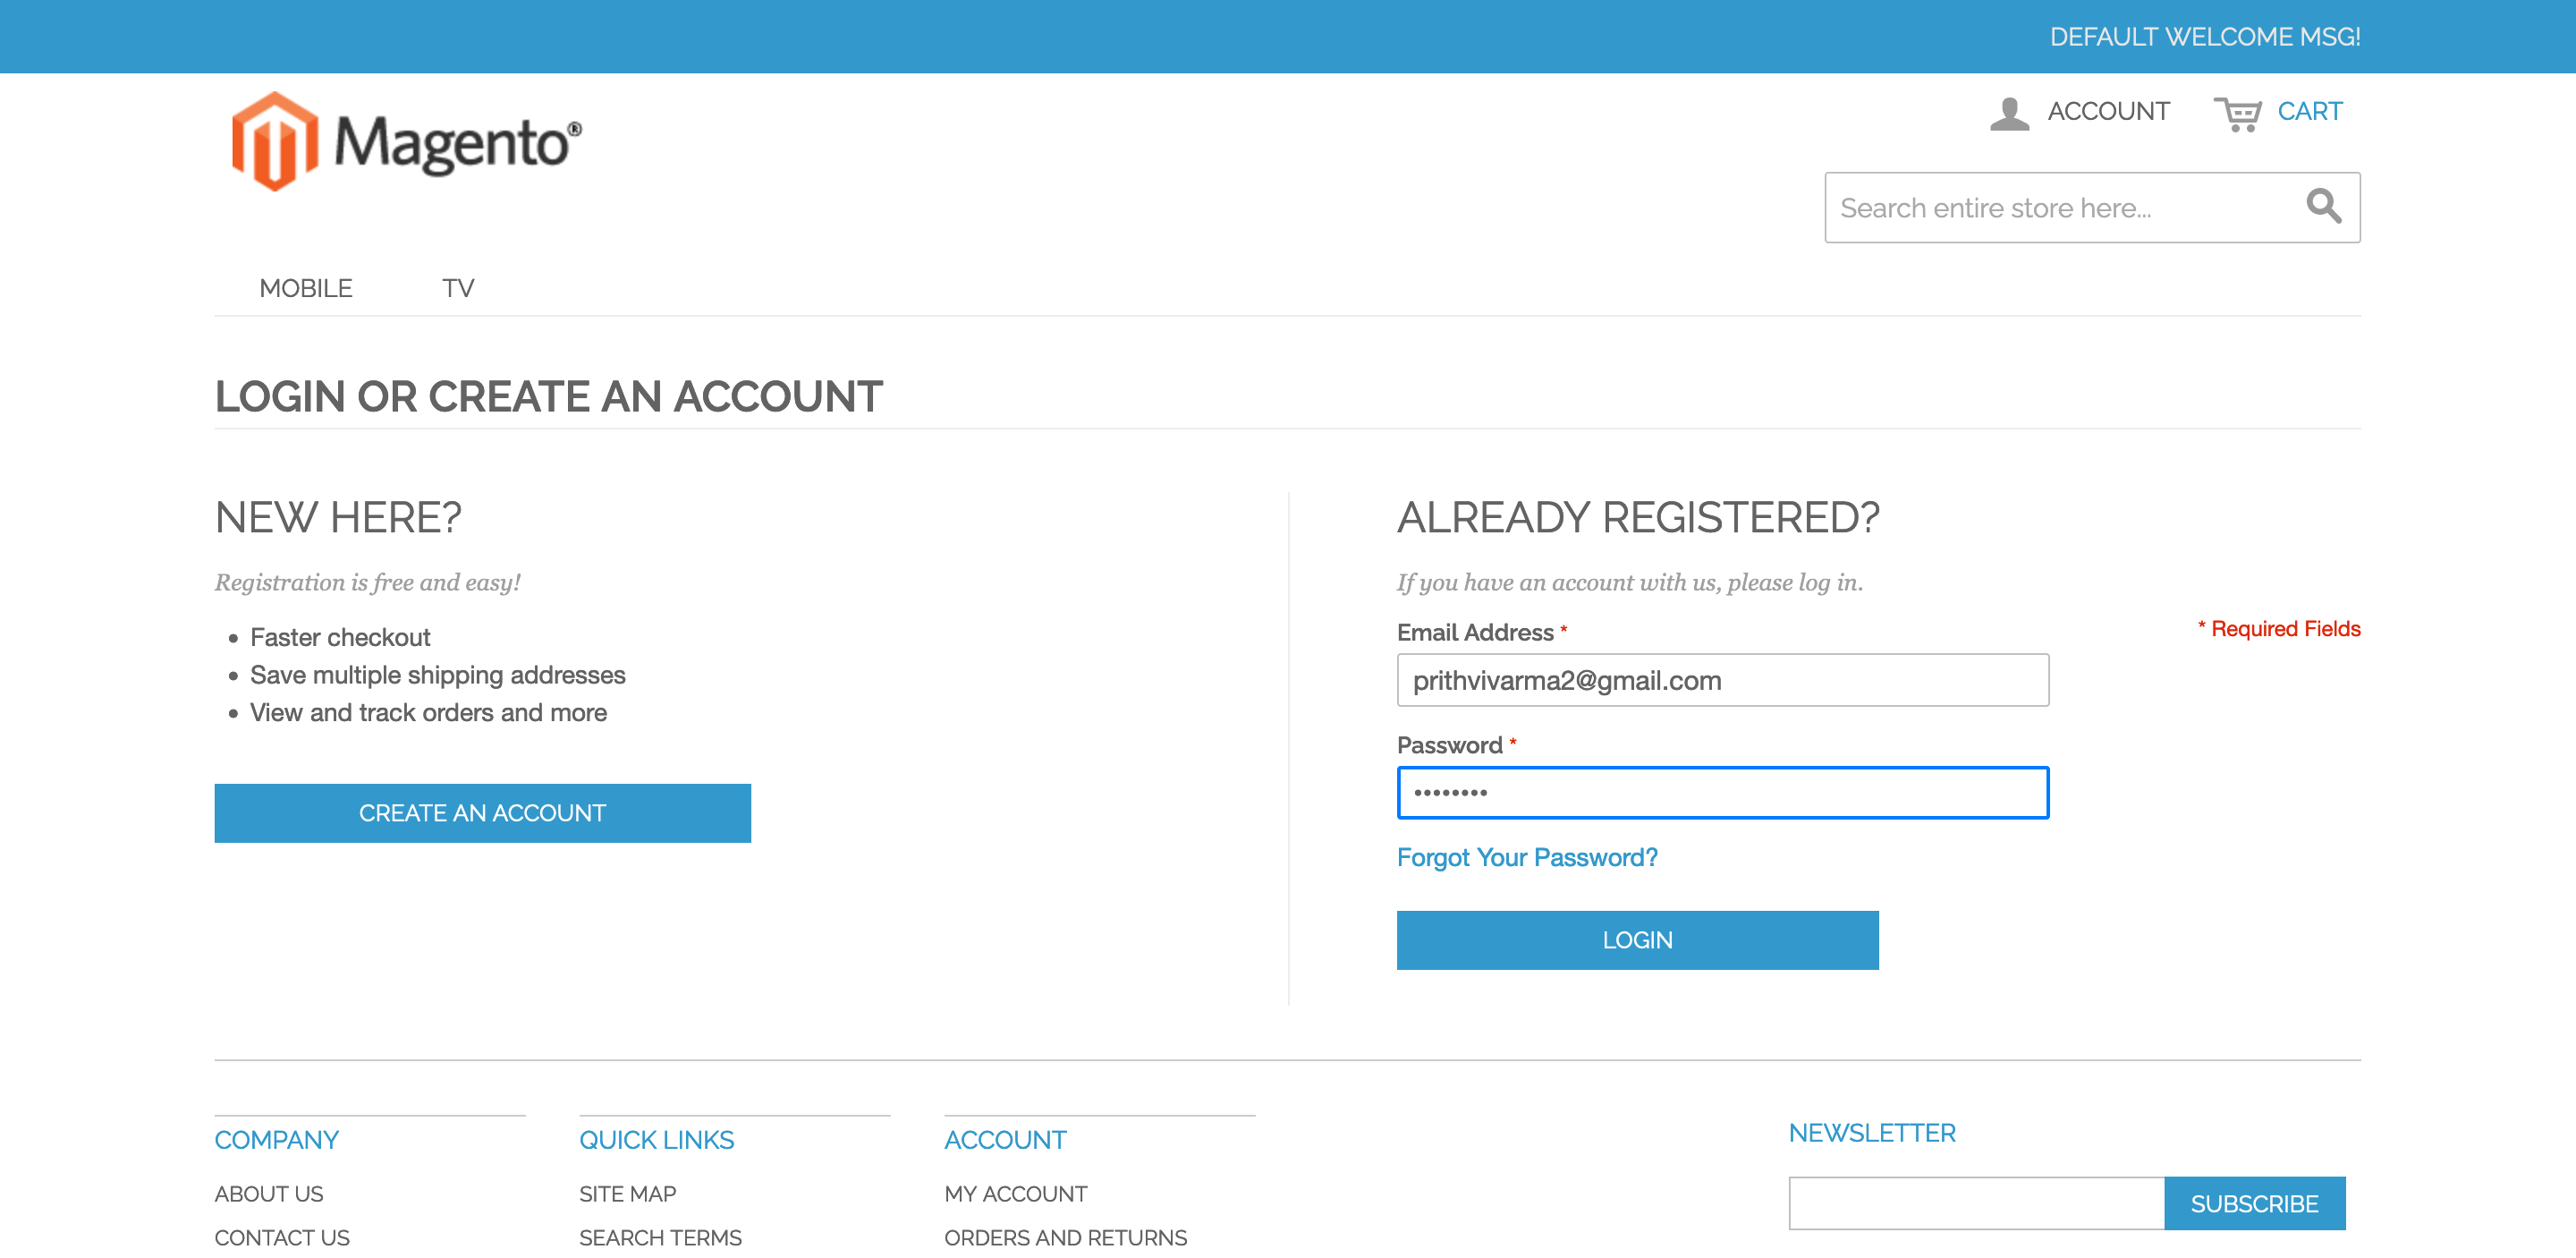 DEFAULT WELCOME MSG!
Magento®
ACCOUNT
CART
Search entire store here...
MOBILE
TV
LOGIN OR CREATE AN ACCOUNT
NEW HERE?
Registration is free and easy!
• Faster checkout
• Save multiple shipping addresses
• View and track orders and more
CREATE AN ACCOUNT
ALREADY REGISTERED?
If you have an account with us, please log in.
* Required Fields
Email Address *
prithvivarma2@gmail.com
Password *
••••••••
Forgot Your Password?
LOGIN
COMPANY
ABOUT US
CONTACT US
QUICK LINKS
SITE MAP
SEARCH TERMS
ACCOUNT
MY ACCOUNT
ORDERS AND RETURNS
NEWSLETTER
SUBSCRIBE